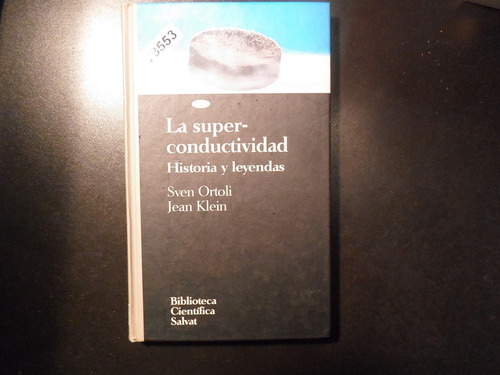 3553
La super-
conductividad
Historia y leyendas
Sven Ortoli
Jean Klein
Biblioteca
Científica
Salvat